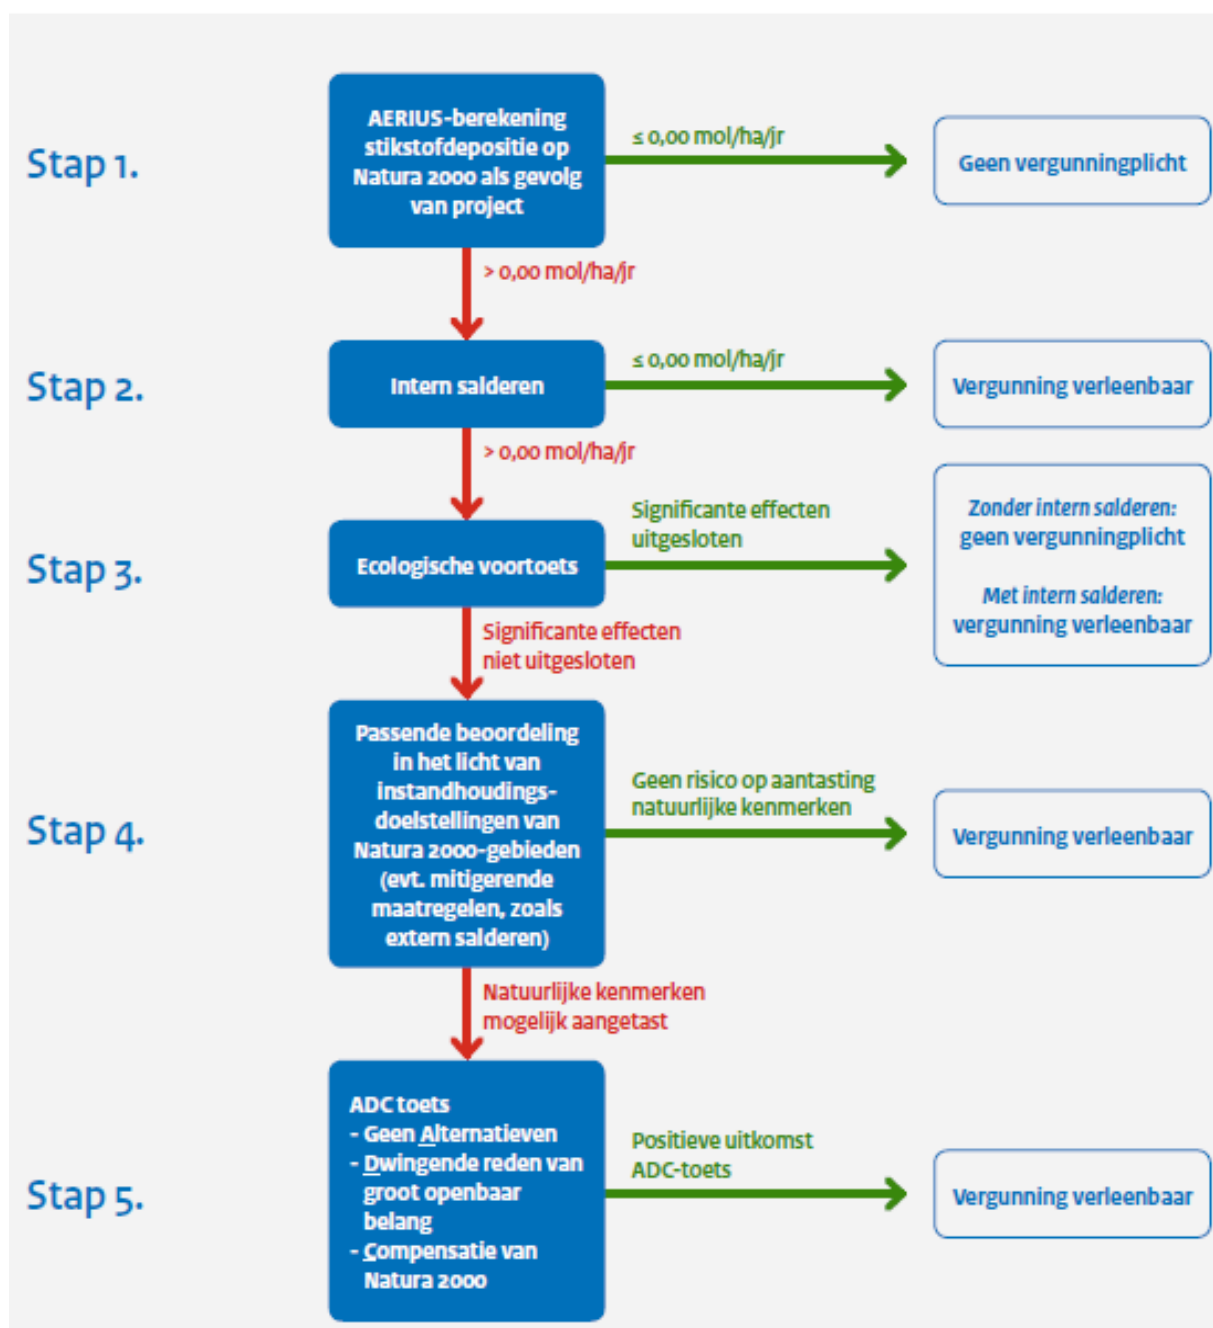 Stap 1.
AERIUS-berekening
stikstofdepositie op
Natura 2000 als gevolg
van project
≤ 0,00 mol/ha/jr
Geen vergunningplicht
> 0,00 mol/ha/jr
Stap 2.
Intern salderen
≤ 0,00 mol/ha/jr
Vergunning verleenbaar
> 0,00 mol/ha/jr
Stap 3.
Ecologische voortoets
Significante effecten
uitgesloten
Zonder intern salderen:
geen vergunningplicht
Met intern salderen:
vergunning verleenbaar
Significante effecten
niet uitgesloten
Stap 4.
Passende beoordeling
in het licht van
instandhoudings-
doelstellingen van
Natura 2000-gebieden
(evt. mitigerende
maatregelen, zoals
extern salderen)
Geen risico op aantasting
natuurlijke kenmerken
Vergunning verleenbaar
Natuurlijke kenmerken
mogelijk aangetast
Stap 5.
ADC toets
- Geen Alternatieven
- Dwingende reden van
groot openbaar
belang
- Compensatie van
Natura 2000
Positieve uitkomst
ADC-toets
Vergunning verleenbaar